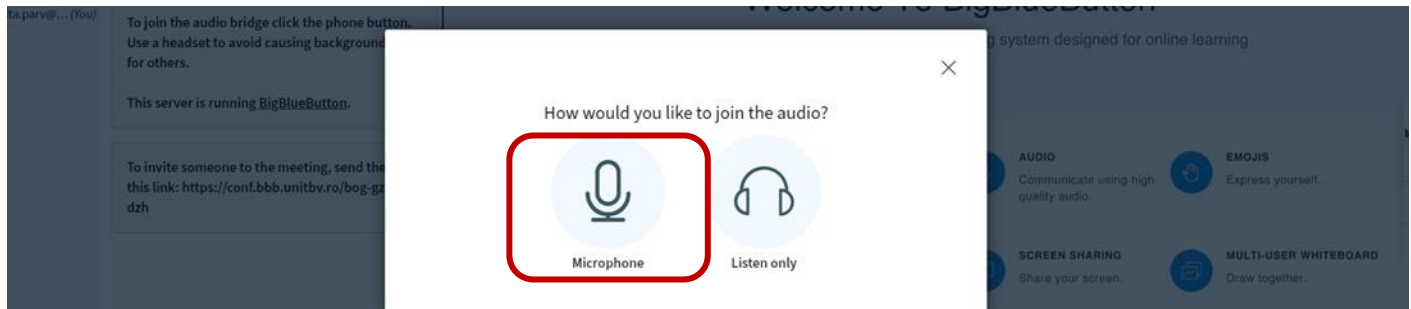 ta.parv@... (You)
To join the audio bridge click the phone button.
Use a headset to avoid causing background
for others.
This server is running BigBlueButton.
To invite someone to the meeting, send the
this link: https://conf.bbb.unitbv.ro/bog-gz
dzh
How would you like to join the audio?
Microphone
Listen only
Welcome To BigBlueButton
g system designed for online learning
AUDIO
Communicate using high
quality audio.
EMOJIS
Express yourself.
SCREEN SHARING
Share your screen.
MULTI-USER WHITEBOARD
Draw together.